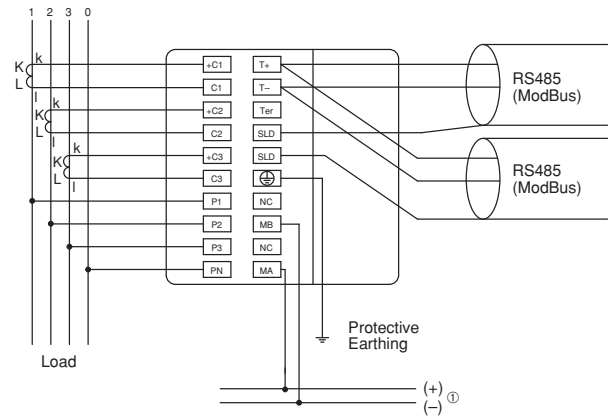 1 2 3 0
K k
L l
K k
L l
K k
L l
+C1 T+
C1 T–
+C2 Ter
C2 SLD
+C3 SLD
C3
P1 NC
P2 MB
P3 NC
PN MA
RS485
(ModBus)
RS485
(ModBus)
Protective
Earthing
Load
(+) ①
(–)